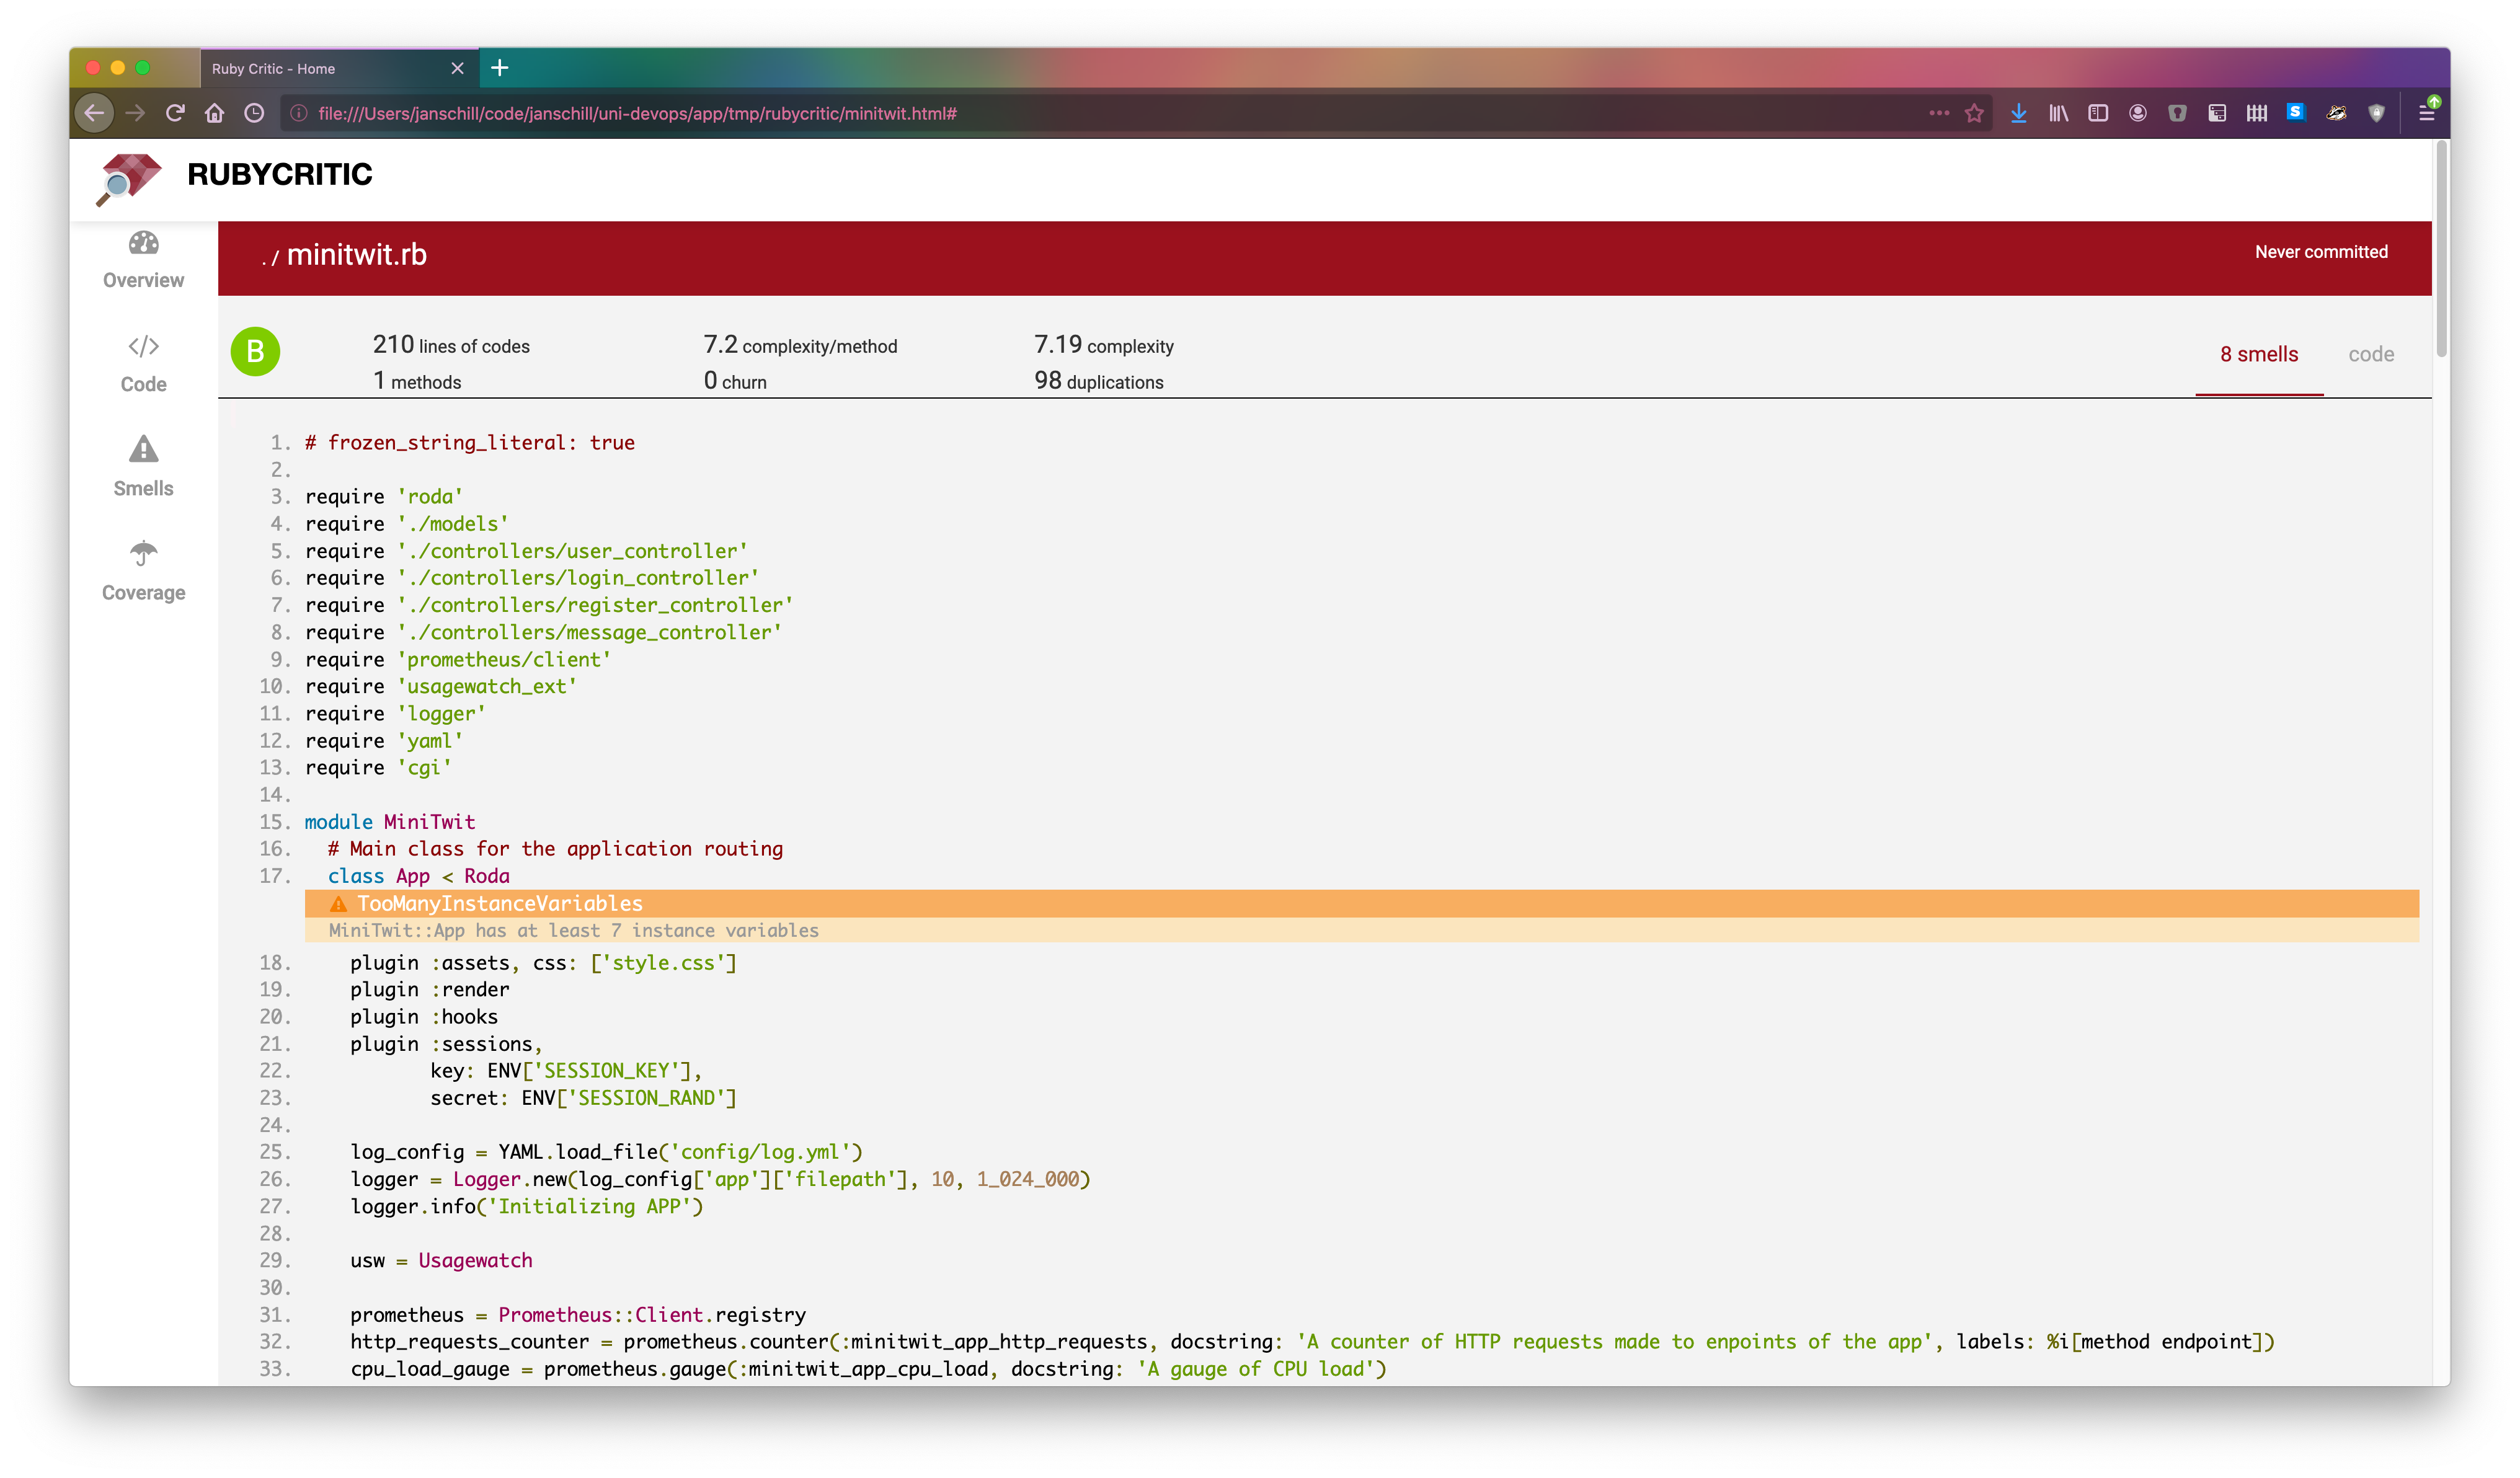 Ruby Critic - Home
file:///Users/janschill/code/janschill/uni-devops/app/tmp/rubycritic/minitwit.html#
S
RUBYCRITIC
Overview
Code
Smells
Coverage
. / minitwit.rb
Never committed
B
210 lines of codes
7.2 complexity/method
7.19 complexity
1 methods
0 churn
98 duplications
8 smells
code
1. # frozen_string_literal: true
2.
3. require 'roda'
4. require './models'
5. require './controllers/user_controller'
6. require './controllers/login_controller'
7. require './controllers/register_controller'
8. require './controllers/message_controller'
9. require 'prometheus/client'
10. require 'usagewatch_ext'
11. require 'logger'
12. require 'yaml'
13. require 'cgi'
14.
15. module MiniTwit
16.   # Main class for the application routing
17.   class App < Roda
TooManyInstanceVariables
MiniTwit::App has at least 7 instance variables
18.     plugin :assets, css: ['style.css']
19.     plugin :render
20.     plugin :hooks
21.     plugin :sessions,
22.            key: ENV['SESSION_KEY'],
23.            secret: ENV['SESSION_RAND']
24.
25.     log_config = YAML.load_file('config/log.yml')
26.     logger = Logger.new(log_config['app']['filepath'], 10, 1_024_000)
27.     logger.info('Initializing APP')
28.
29.     usw = Usagewatch
30.
31.     prometheus = Prometheus::Client.registry
32.     http_requests_counter = prometheus.counter(:minitwit_app_http_requests, docstring: 'A counter of HTTP requests made to enpoints of the app', labels: %i[method endpoint])
33.     cpu_load_gauge = prometheus.gauge(:minitwit_app_cpu_load, docstring: 'A gauge of CPU load')